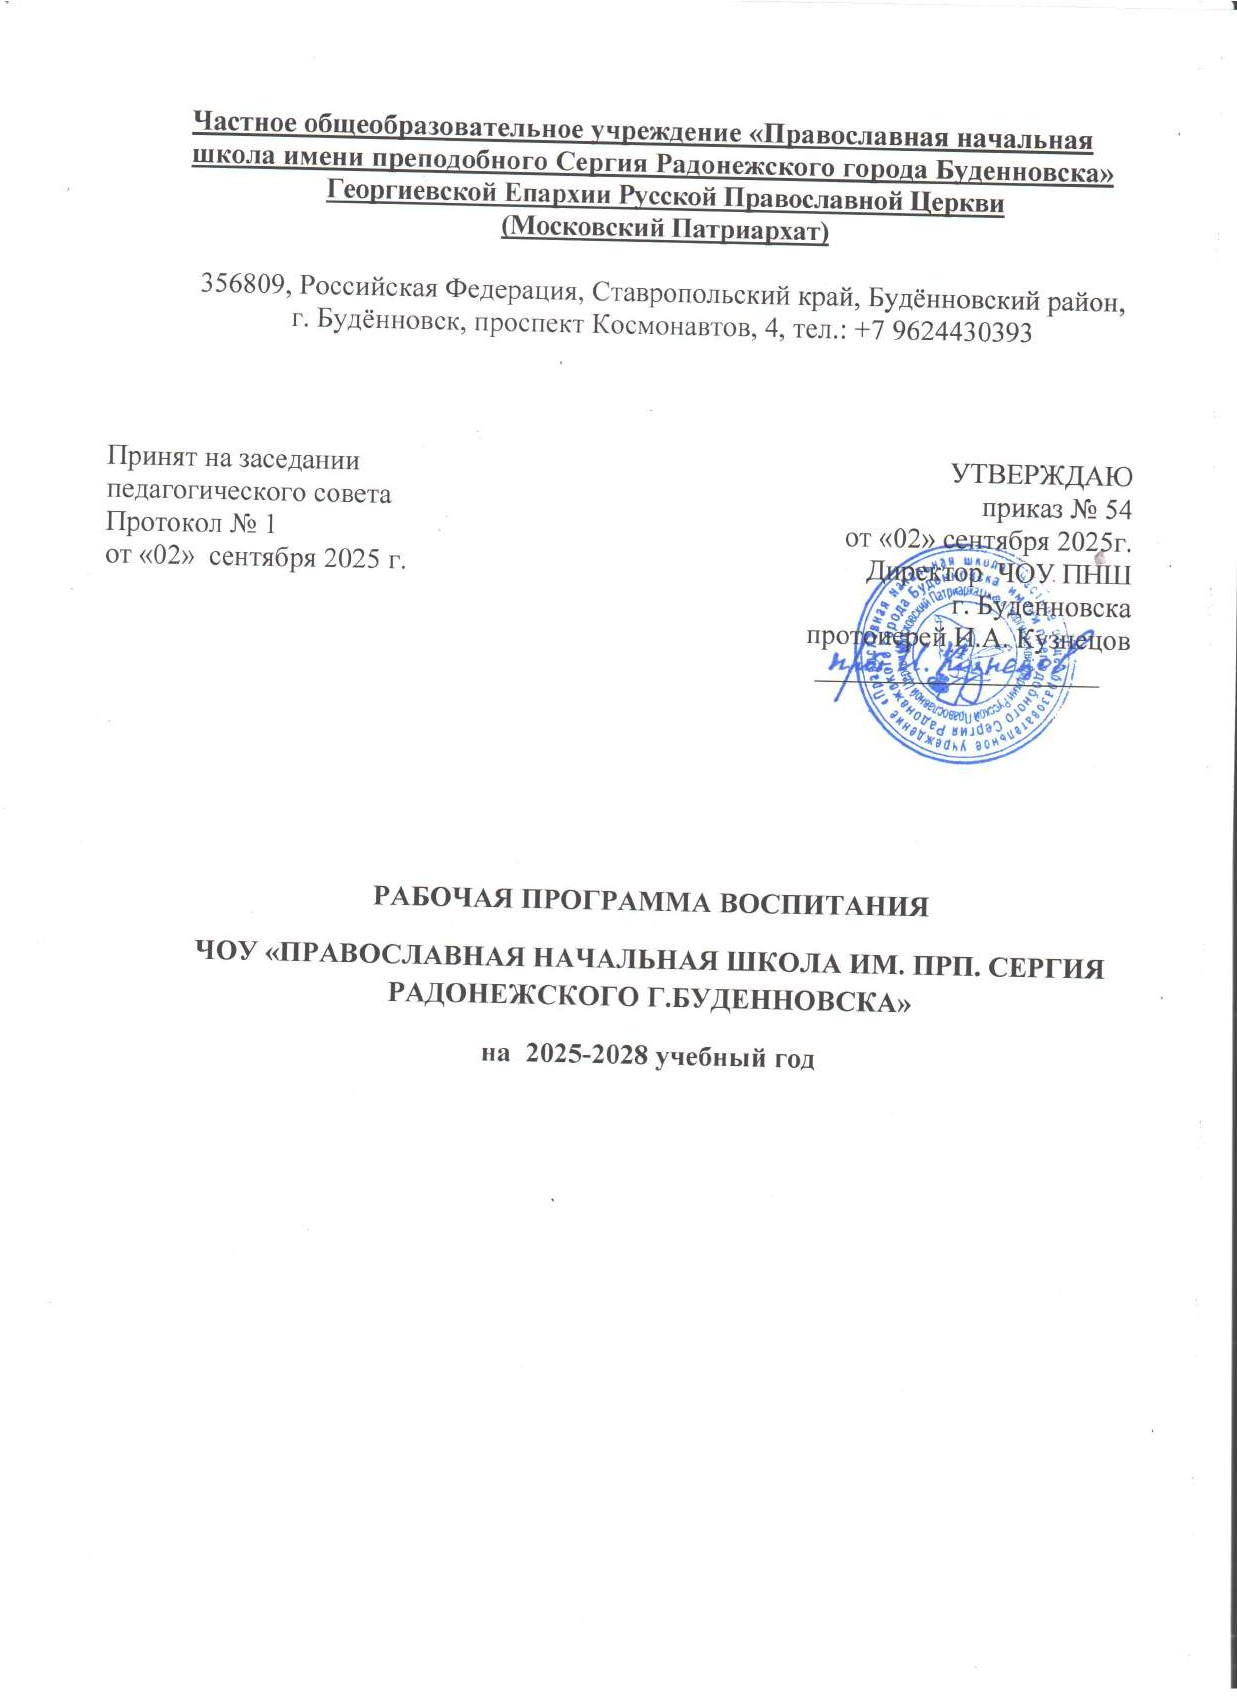 Частное общеобразовательное учреждение «Православная начальная
школа имени преподобного Сергия Радонежского города Буденновска»
Георгиевской Епархии Русской Православной Церкви
(Московский Патриархат)
356809, Российская Федерация, Ставропольский край, Будённовский район,
г. Будённовск, проспект Космонавтов, 4, тел.: +7 9624430393
Принят на заседании
педагогического совета
Протокол № 1
от «02» сентября 2025 г.
УТВЕРЖДАЮ
приказ № 54
от «02» сентября 2025г.
Директор ЧОУ ПНШ
г. Буденновска
протоиерей И.А. Кузнецов
прот. И. Кузнецов
РАБОЧАЯ ПРОГРАММА ВОСПИТАНИЯ
ЧОУ «ПРАВОСЛАВНАЯ НАЧАЛЬНАЯ ШКОЛА ИМ. ПРП. СЕРГИЯ
РАДОНЕЖСКОГО Г.БУДЕННОВСКА»
на 2025-2028 учебный год